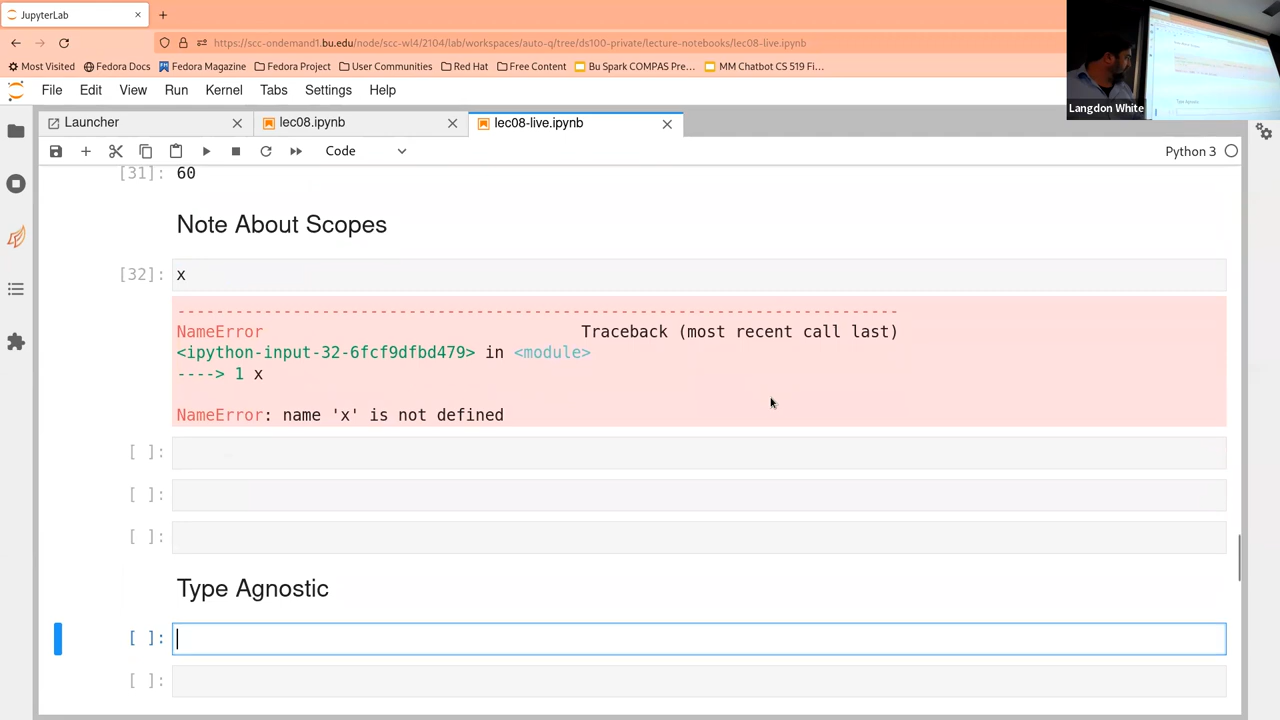 JupyterLab
https://scc-ondemand1.bu.edu/node/scc-wl4/2104/lab/workspaces/auto-q/tree/ds100-private/lecture-notebooks/lec08-live.ipynb
Most Visited Fedora Docs Fedora Magazine Fedora Project User Communities Red Hat Free Content Bu Spark COMPAS Pre... MM Chatbot CS 519 Fi...
Langdon White
File Edit View Run Kernel Tabs Settings Help
Launcher lec08.ipynb lec08-live.ipynb
Code Python 3
[31]: 60
Note About Scopes
[32]: x
---------------------------------------------------------------------------
NameError Traceback (most recent call last)
<ipython-input-32-6fcf9dfbd479> in <module>
----> 1 x
NameError: name 'x' is not defined
[ ]:
[ ]:
[ ]:
Type Agnostic
[ ]:
[ ]: